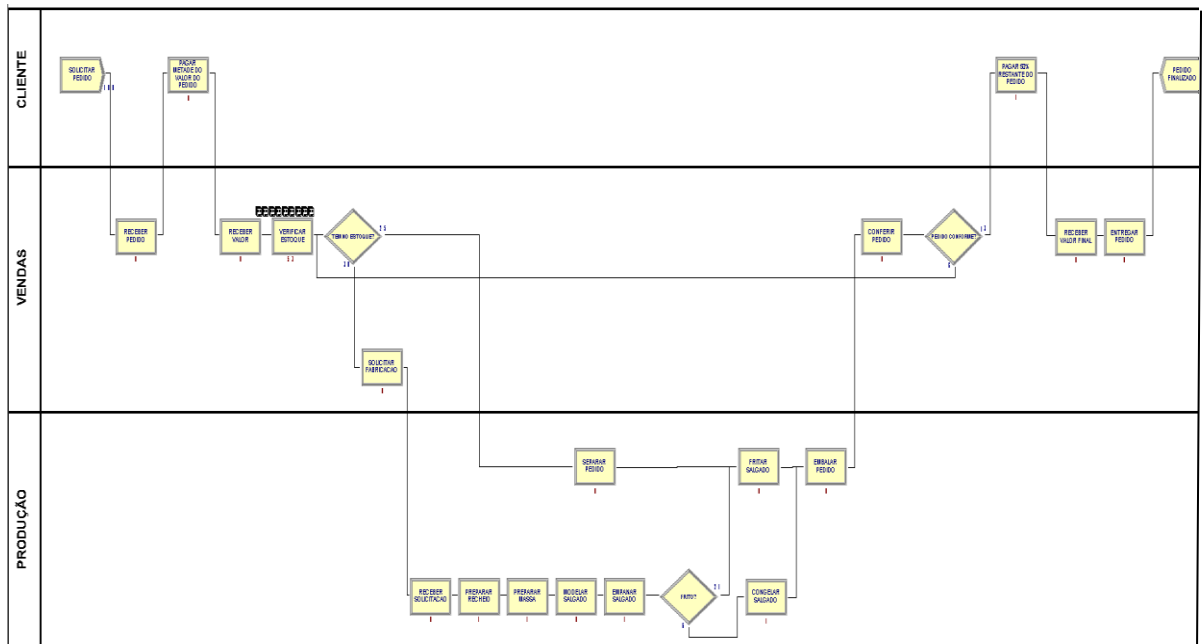 CLIENTE
SOLICITAR
PEDIDO
PAGAR
METADE DO
VALOR DO
PEDIDO
PAGAR 50%
RESTANTE DO
PEDIDO
PEDIDO
FINALIZADO
VENDAS
RECEBER
PEDIDO
RECEBER
VALOR
VERIFICAR
ESTOQUE
TEM NO ESTOQUE?
CONFERIR
PEDIDO
PEDIDO CONFORME?
RECEBER
VALOR FINAL
ENTREGAR
PEDIDO
SOLICITAR
FABRICACAO
PRODUÇÃO
SEPARAR
PEDIDO
FRITAR
SALGADO
EMBALAR
PEDIDO
RECEBER
SOLICITACAO
PREPARAR
RECHEIO
PREPARAR
MASSA
MODELAR
SALGADO
EMPANAR
SALGADO
FRITO?
CONGELAR
SALGADO